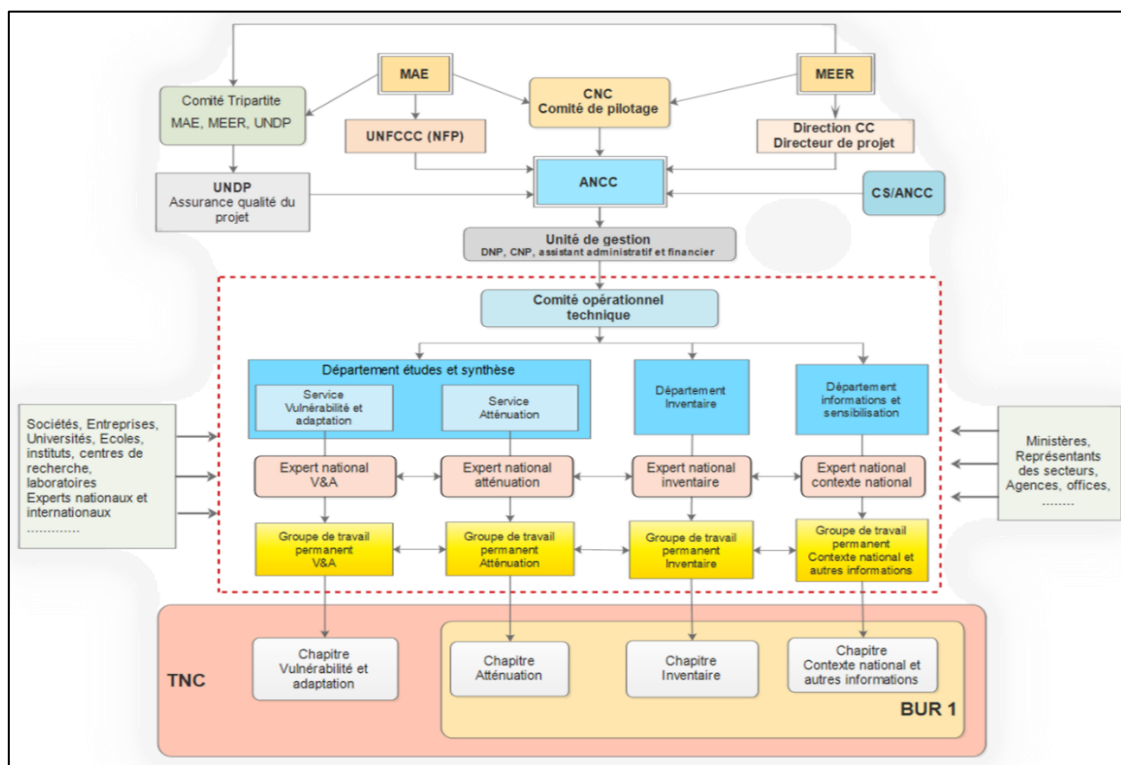 MAE
MEER
CNC
Comité de pilotage
Comité Tripartite
MAE, MEER, UNDP
UNFCCC (NFP)
Direction CC
Directeur de projet
UNDP
Assurance qualité du
projet
ANCC
CS/ANCC
Unité de gestion
DNP, CNP, assistant administratif et financier
Comité opérationnel
technique
Département études et synthèse
Service
Vulnérabilité et
adaptation
Service
Atténuation
Département
Inventaire
Département
informations et
sensibilisation
Sociétés, Entreprises,
Universités, Ecoles,
instituts, centres de
recherche,
laboratoires
Experts nationaux et
internationaux
.............
Ministères,
Représentants
des secteurs,
Agences, offices,
........
Expert national
V&A
Expert national
atténuation
Expert national
inventaire
Expert national
contexte national
Groupe de travail
permanent
V&A
Groupe de travail
permanent
Atténuation
Groupe de travail
permanent
Inventaire
Groupe de travail
permanent
Contexte national et
autres informations
TNC
Chapitre
Vulnérabilité et
adaptation
Chapitre
Atténuation
Chapitre
Inventaire
Chapitre
Contexte national et
autres informations
BUR 1